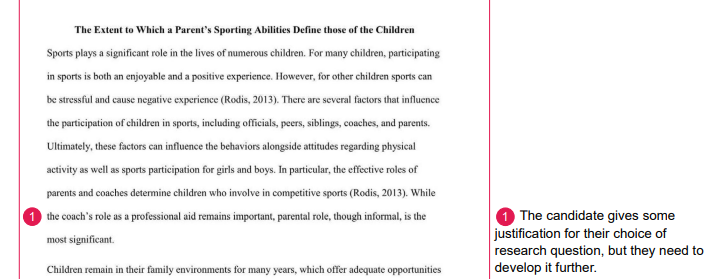 The Extent to Which a Parent's Sporting Abilities Define those of the Children
Sports plays a significant role in the lives of numerous children. For many children, participating
in sports is both an enjoyable and a positive experience. However, for other children sports can
be stressful and cause negative experience (Rodis, 2013). There are several factors that influence
the participation of children in sports, including officials, peers, siblings, coaches, and parents.
Ultimately, these factors can influence the behaviors alongside attitudes regarding physical
activity as well as sports participation for girls and boys. In particular, the effective roles of
parents and coaches determine children who involve in competitive sports (Rodis, 2013). While
1 the coach's role as a professional aid remains important, parental role, though informal, is the
most significant.
Children remain in their family environments for many years, which offer adequate opportunities
1 The candidate gives some
justification for their choice of
research question, but they need to
develop it further.